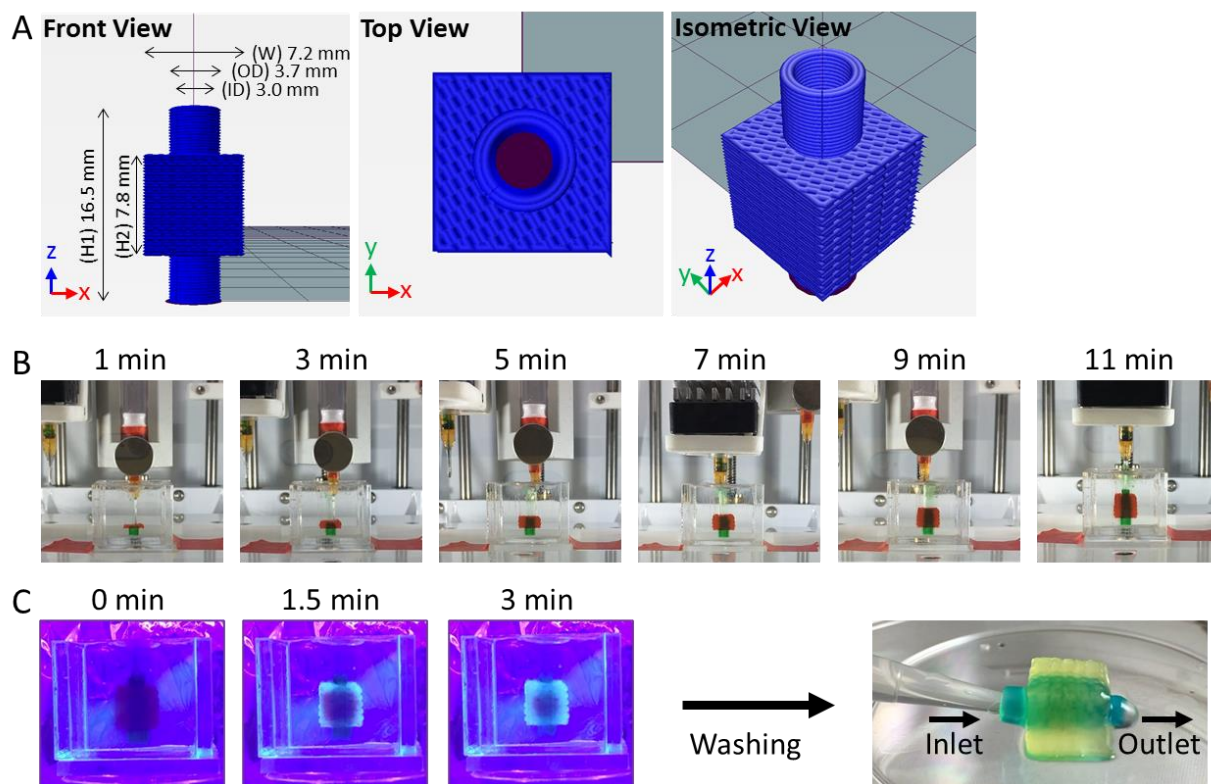 A
Front View
(W) 7.2 mm
(OD) 3.7 mm
(ID) 3.0 mm
(H1) 16.5 mm
(H2) 7.8 mm
z
x
Top View
y
x
Isometric View
y
z
x
B
1 min
3 min
5 min
7 min
9 min
11 min
C
0 min
1.5 min
3 min
Washing
Inlet
Outlet